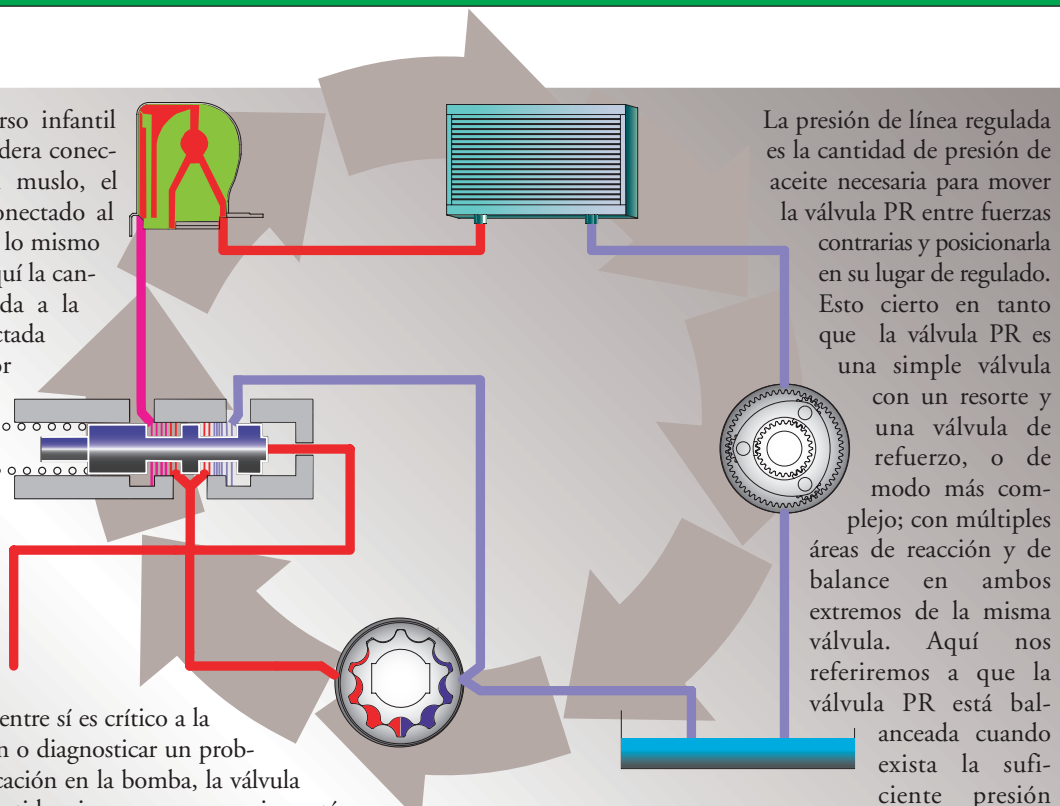 rso infantil
dera conec-
muslo, el
onectado al
lo mismo
quí la can-
da a la
ctada
or
entre sí es crítico a la
n o diagnosticar un prob-
cación en la bomba, la válvula
La presión de línea regulada
es la cantidad de presión de
aceite necesaria para mover
la válvula PR entre fuerzas
contrarias y posicionarla
en su lugar de regulado.
Esto cierto en tanto
que la válvula PR es
una simple válvula
con un resorte y
una válvula de
refuerzo, o de
modo más com-
plejo; con múltiples
áreas de reacción y de
balance en ambos
extremos de la misma
válvula. Aquí nos
referiremos a que la
válvula PR está bal-
anceada cuando
exista la sufi-
ciente presión